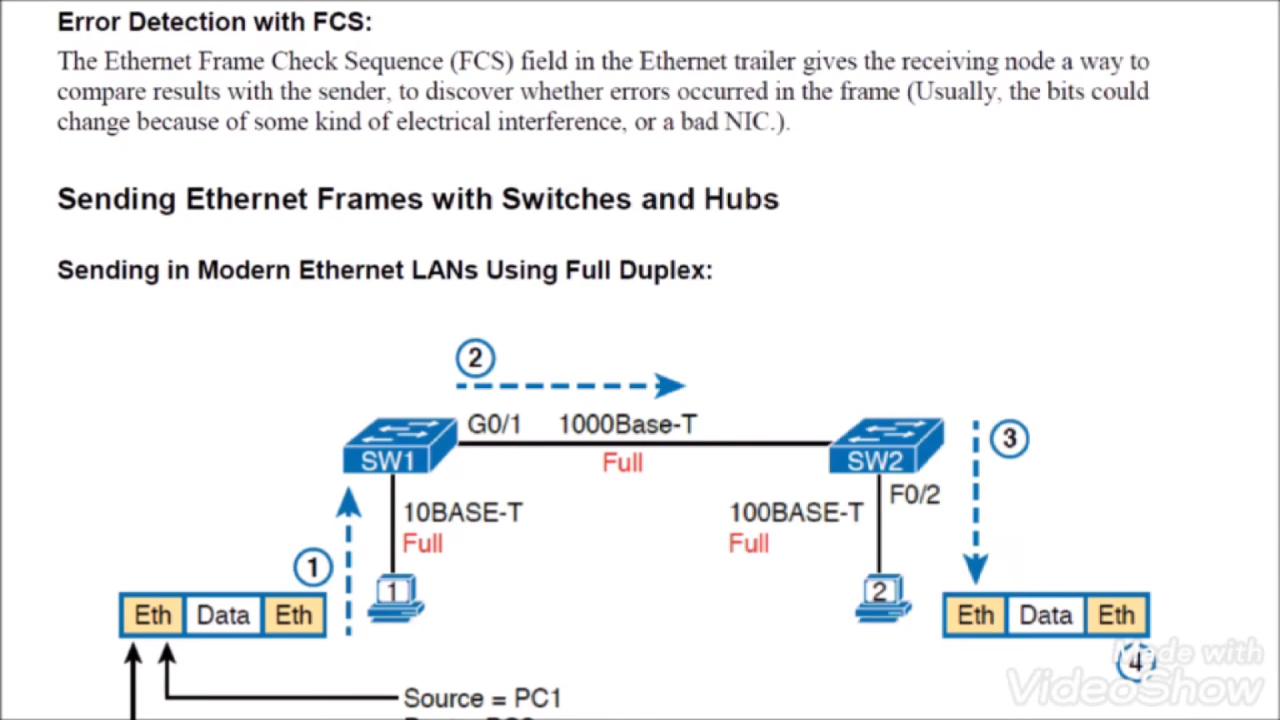 Error Detection with FCS:
The Ethernet Frame Check Sequence (FCS) field in the Ethernet trailer gives the receiving node a way to
compare results with the sender, to discover whether errors occurred in the frame (Usually, the bits could
change because of some kind of electrical interference, or a bad NIC.).
Sending Ethernet Frames with Switches and Hubs
Sending in Modern Ethernet LANs Using Full Duplex:
2
G0/1 1000Base-T
3
SW1 Full SW2
F0/2
10BASE-T 100BASE-T
Full Full
1
1 2
Eth Data Eth Eth Data Eth
4
Made with
VideoShow
Source = PC1